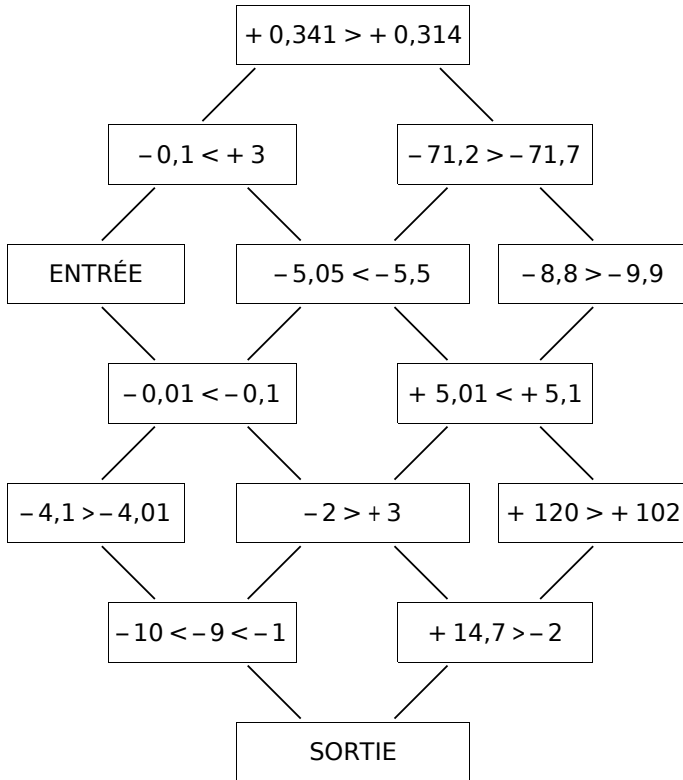 + 0,341 > + 0,314
– 0,1 < + 3
– 71,2 > – 71,7
ENTRÉE
– 5,05 < – 5,5
– 8,8 > – 9,9
– 0,01 < – 0,1
+ 5,01 < + 5,1
– 4,1 > – 4,01
– 2 > + 3
+ 120 > + 102
– 10 < – 9 < – 1
+ 14,7 > – 2
SORTIE